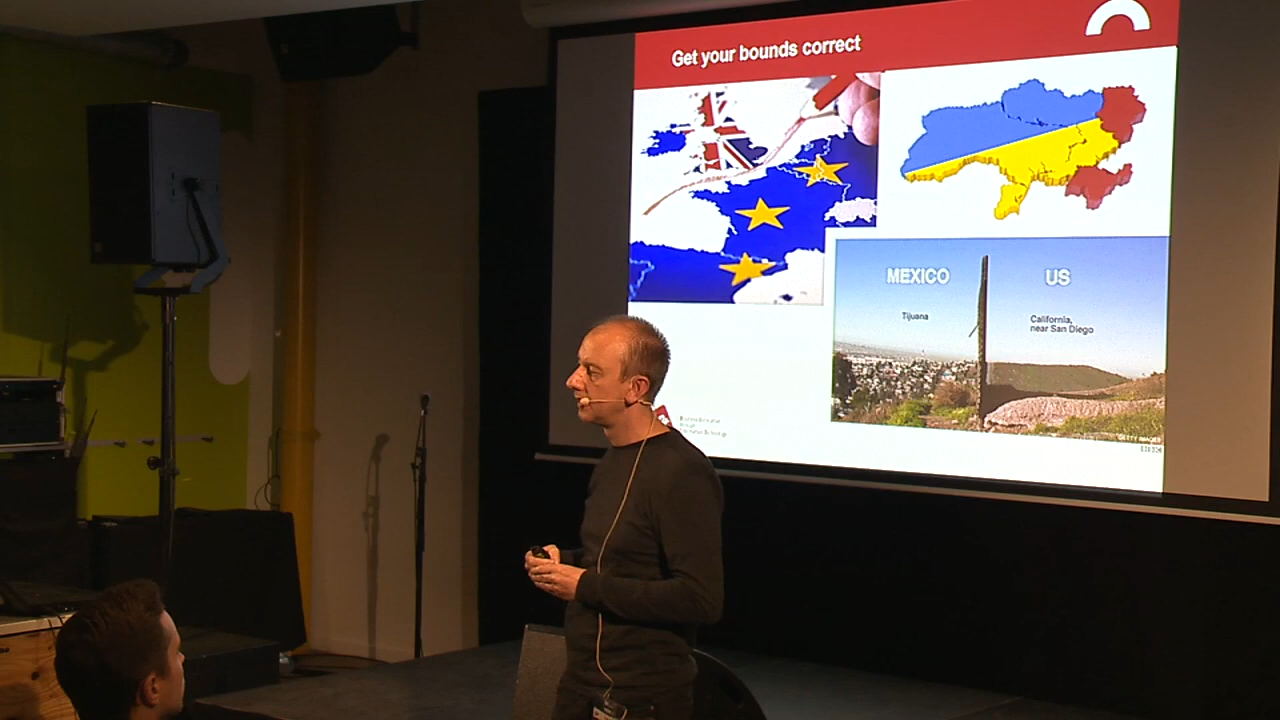 Get your bounds correct
MEXICO
US
Tijuana
California,
near San Diego
GETTY IMAGES